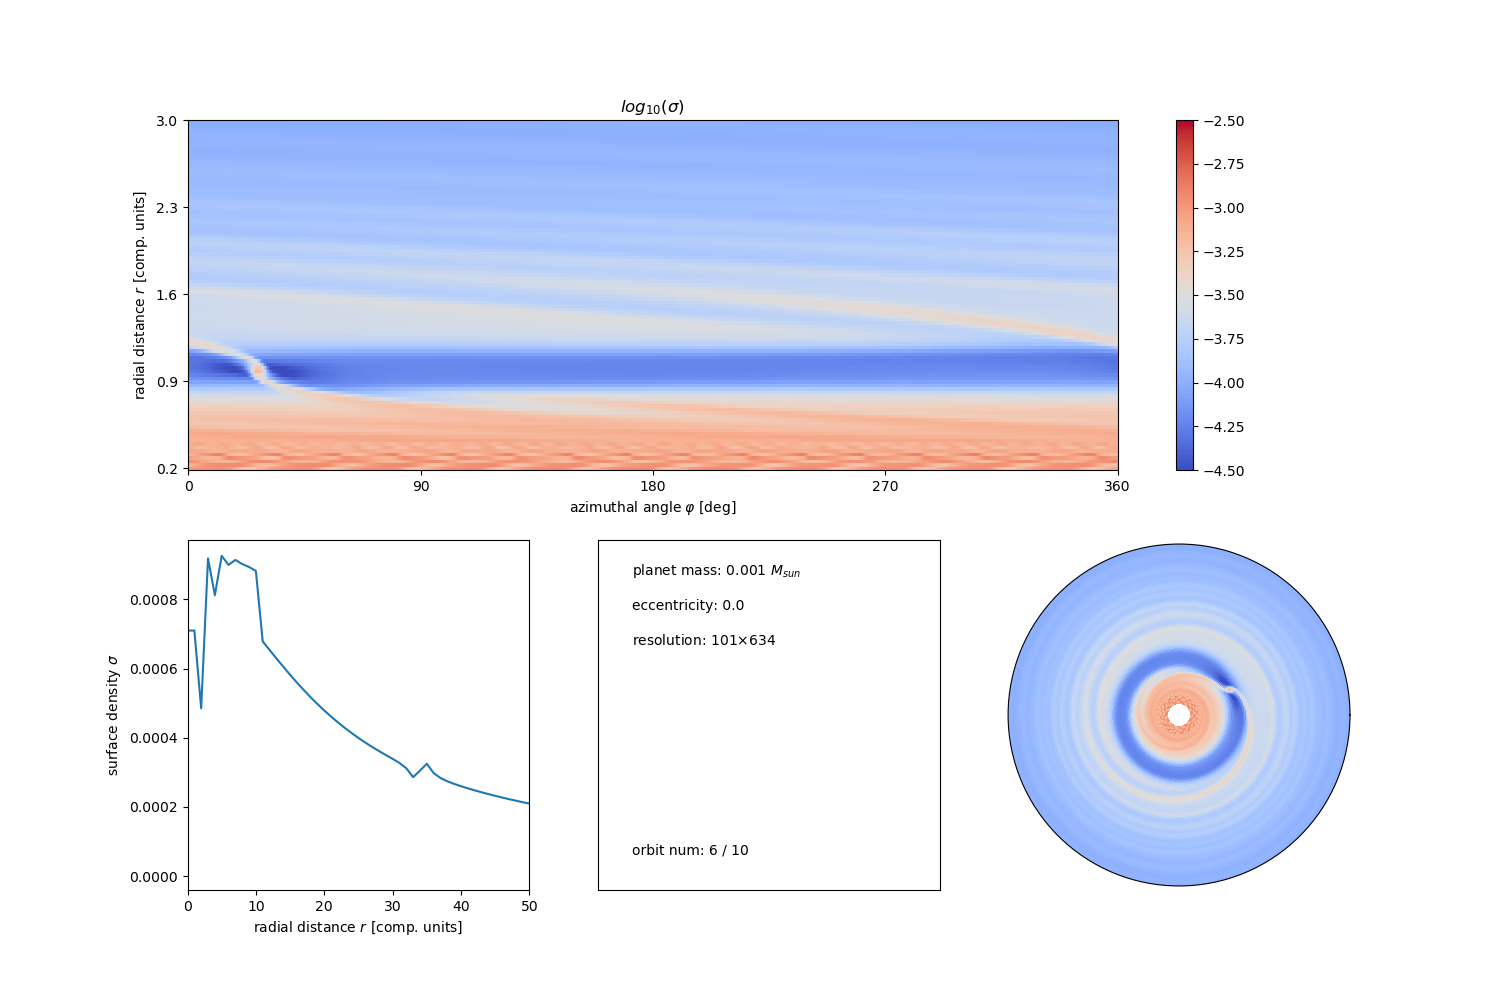 log₁₀(σ)
3.0
2.3
1.6
0.9
0.2
radial distance r [comp. units]
0 90 180 270 360
azimuthal angle φ [deg]
−2.50
−2.75
−3.00
−3.25
−3.50
−3.75
−4.00
−4.25
−4.50
0.0008
0.0006
0.0004
0.0002
0.0000
surface density σ
0 10 20 30 40 50
radial distance r [comp. units]
planet mass: 0.001 M_sun
eccentricity: 0.0
resolution: 101×634
orbit num: 6 / 10